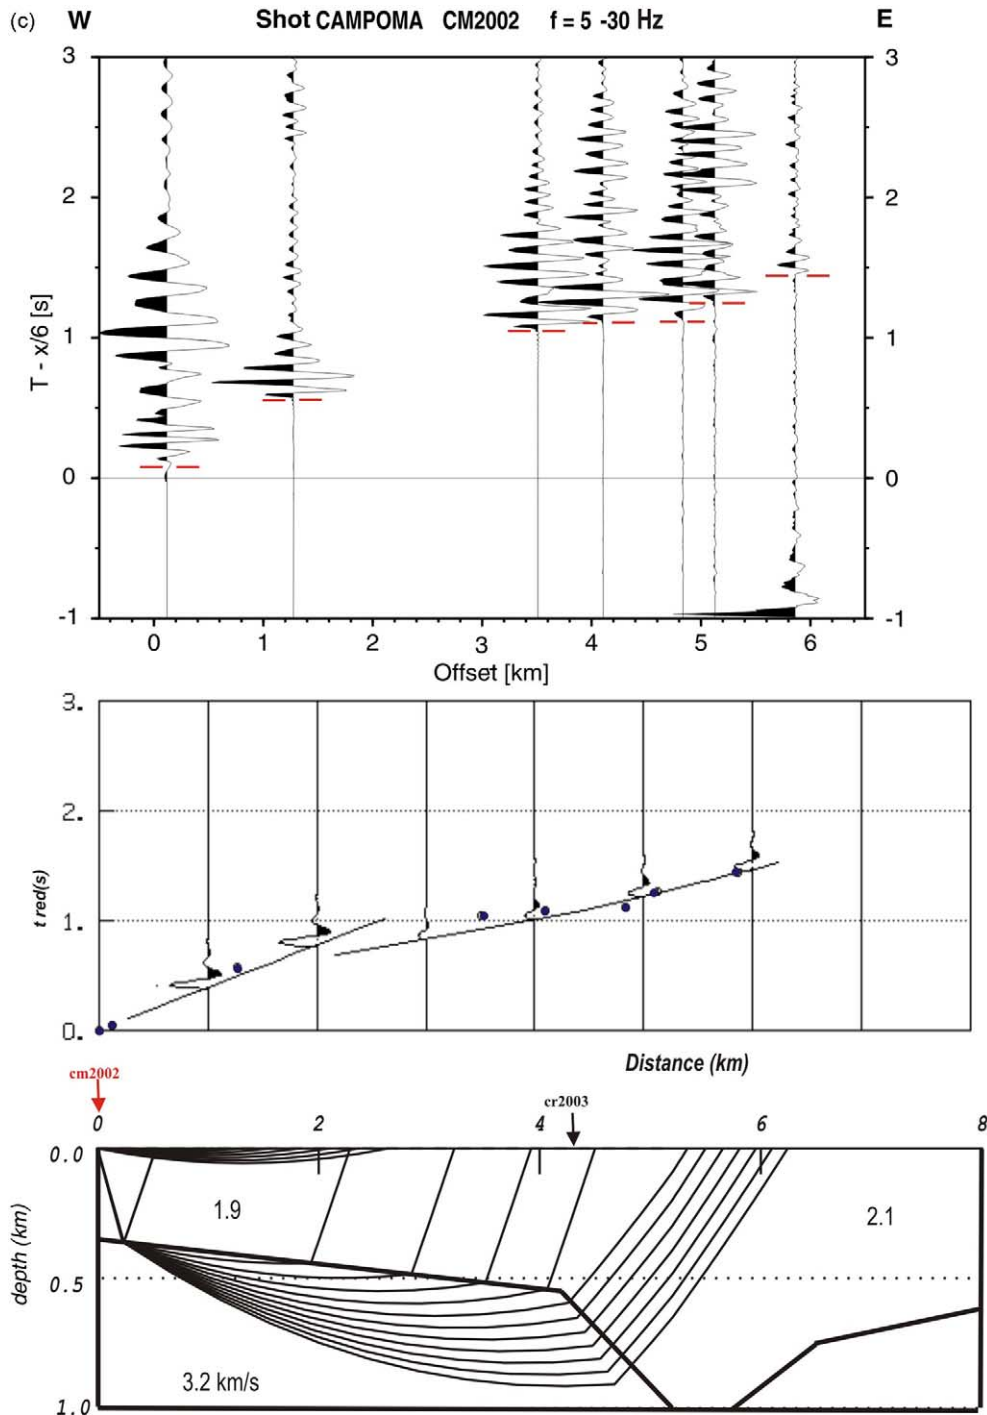 (c) W Shot CAMPOMA CM2002 f = 5 -30 Hz E
3 3
2 2
1 1
0 0
-1 -1
T - x/6 [s]
0 1 2 3 4 5 6
Offset [km]
3.
2.
1.
0.
t red(s)
Distance (km)
cm2002
cr2003
0 2 4 6 8
0.0
1.9
2.1
depth (km)
0.5
3.2 km/s
1.0